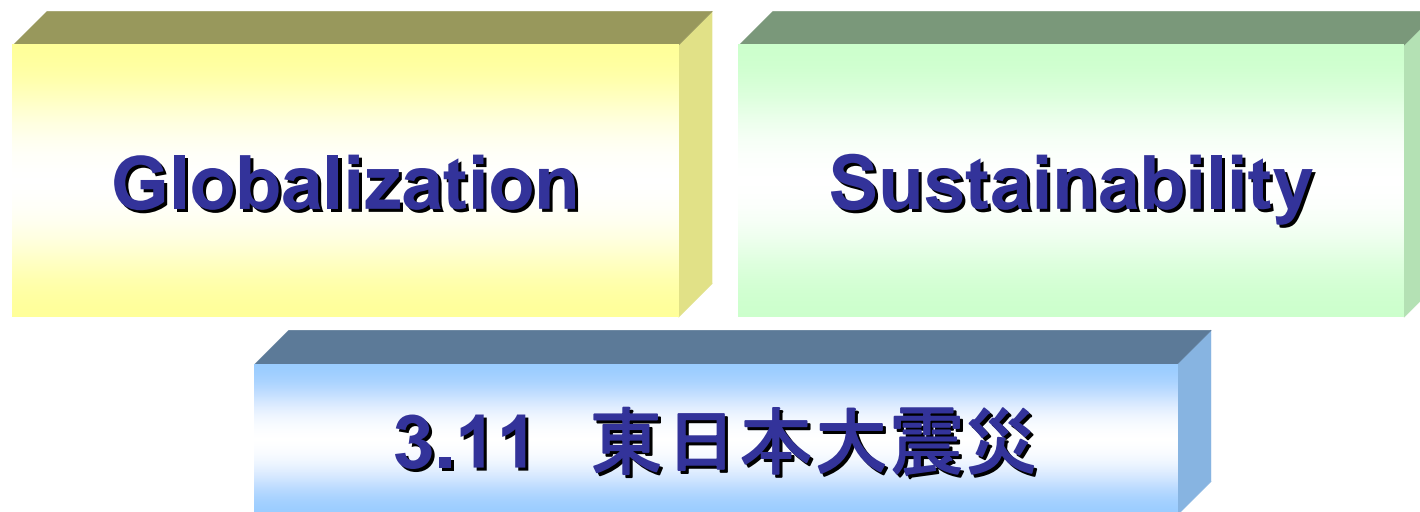 Globalization
Sustainability
3.11 東日本大震災